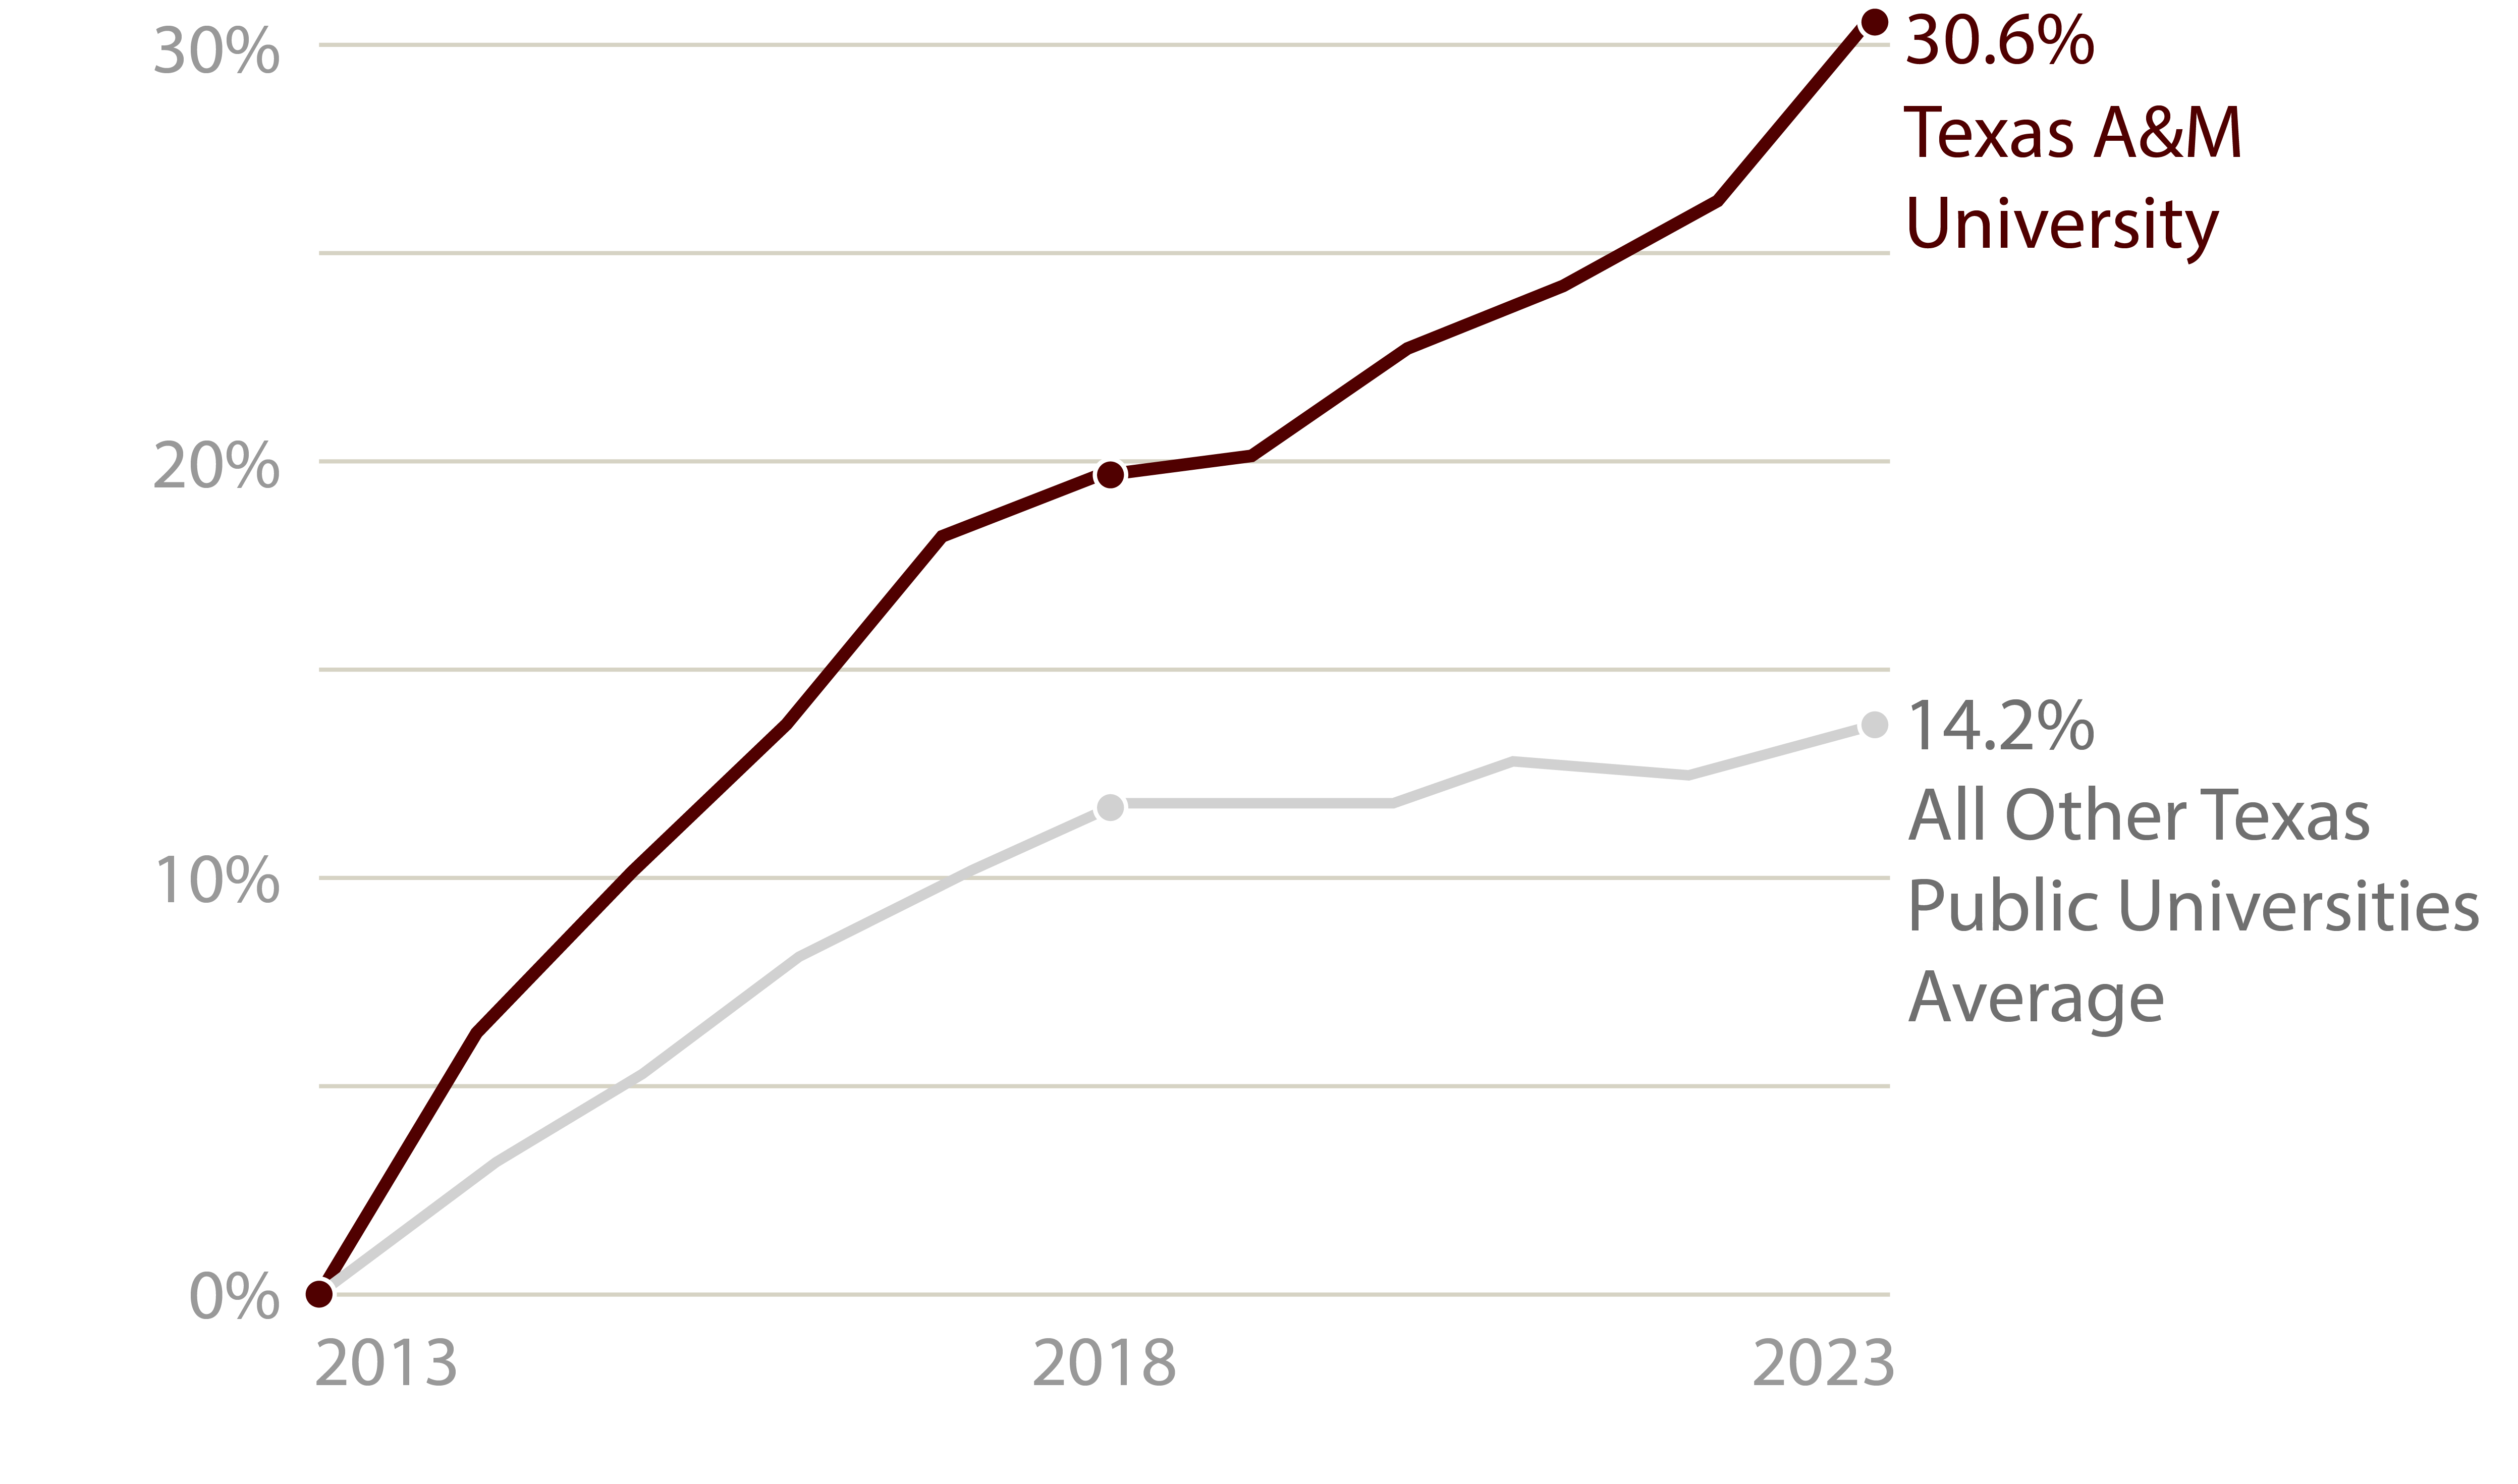 30%
30.6%
Texas A&M
University
20%
14.2%
All Other Texas
Public Universities
Average
10%
0%
2013
2018
2023